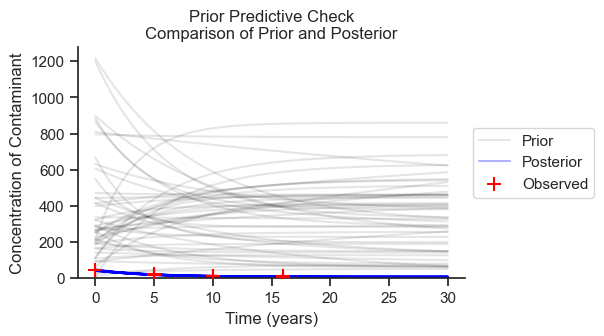 Prior Predictive Check
Comparison of Prior and Posterior
Concentration of Contaminant
1200
1000
800
600
400
200
0
0
5
10
15
20
25
30
Time (years)
Prior
Posterior
Observed